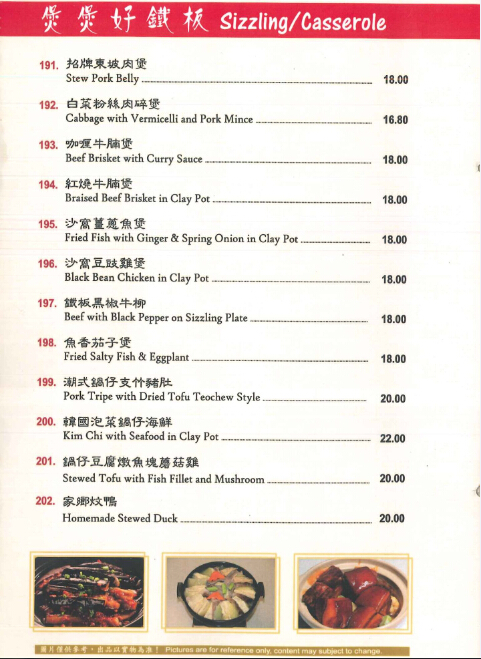 煲煲好鐵板 Sizzling/Casserole
191. 招牌東坡肉煲
Stew Pork Belly 18.00
192. 白菜粉絲肉碎煲
Cabbage with Vermicelli and Pork Mince 16.80
193. 咖喱牛腩煲
Beef Brisket with Curry Sauce 18.00
194. 紅燒牛腩煲
Braised Beef Brisket in Clay Pot 18.00
195. 沙窩薑蔥魚煲
Fried Fish with Ginger & Spring Onion in Clay Pot 18.00
196. 沙窩豆豉雞煲
Black Bean Chicken in Clay Pot 18.00
197. 鐵板黑椒牛柳
Beef with Black Pepper on Sizzling Plate 18.00
198. 魚香茄子煲
Fried Salty Fish & Eggplant 18.00
199. 潮式鍋仔支竹豬肚
Pork Tripe with Dried Tofu Teochew Style 20.00
200. 韓國泡菜鍋仔海鮮
Kim Chi with Seafood in Clay Pot 22.00
201. 鍋仔豆腐燉魚塊蘑菇雞
Stewed Tofu with Fish Fillet and Mushroom 20.00
202. 家鄉炆鴨
Homemade Stewed Duck 20.00
圖片僅供參考，出品以實物為準！ Pictures are for reference only, content may subject to change.